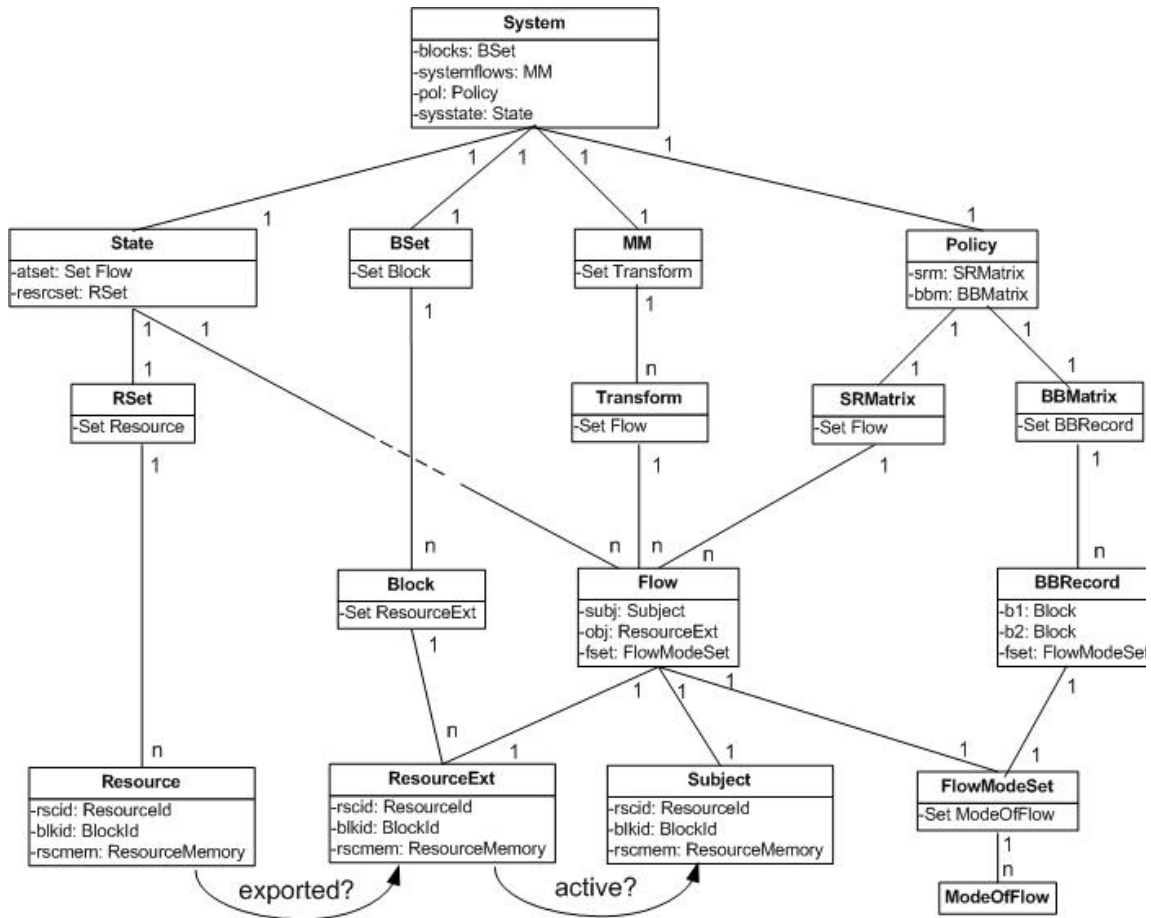 System
-blocks: BSet
-systemflows: MM
-pol: Policy
-sysstate: State
1
1
1
1
1
1
1
1
State
-atset: Set Flow
-resrcset: RSet
BSet
-Set Block
MM
-Set Transform
Policy
-srm: SRMatrix
-bbm: BBMatrix
1
1
1
1
1
1
1
n
1
1
RSet
-Set Resource
Transform
-Set Flow
SRMatrix
-Set Flow
BBMatrix
-Set BBRecord
1
1
1
1
n
n
n
n
n
Block
-Set ResourceExt
Flow
-subj: Subject
-obj: ResourceExt
-fset: FlowModeSet
BBRecord
-b1: Block
-b2: Block
-fset: FlowModeSet
1
1
1
1
1
n
n
1
1
1
1
Resource
-rscid: ResourceId
-blkid: BlockId
-rscmem: ResourceMemory
ResourceExt
-rscid: ResourceId
-blkid: BlockId
-rscmem: ResourceMemory
Subject
-rscid: ResourceId
-blkid: BlockId
-rscmem: ResourceMemory
FlowModeSet
-Set ModeOfFlow
1
n
exported?
active?
ModeOfFlow